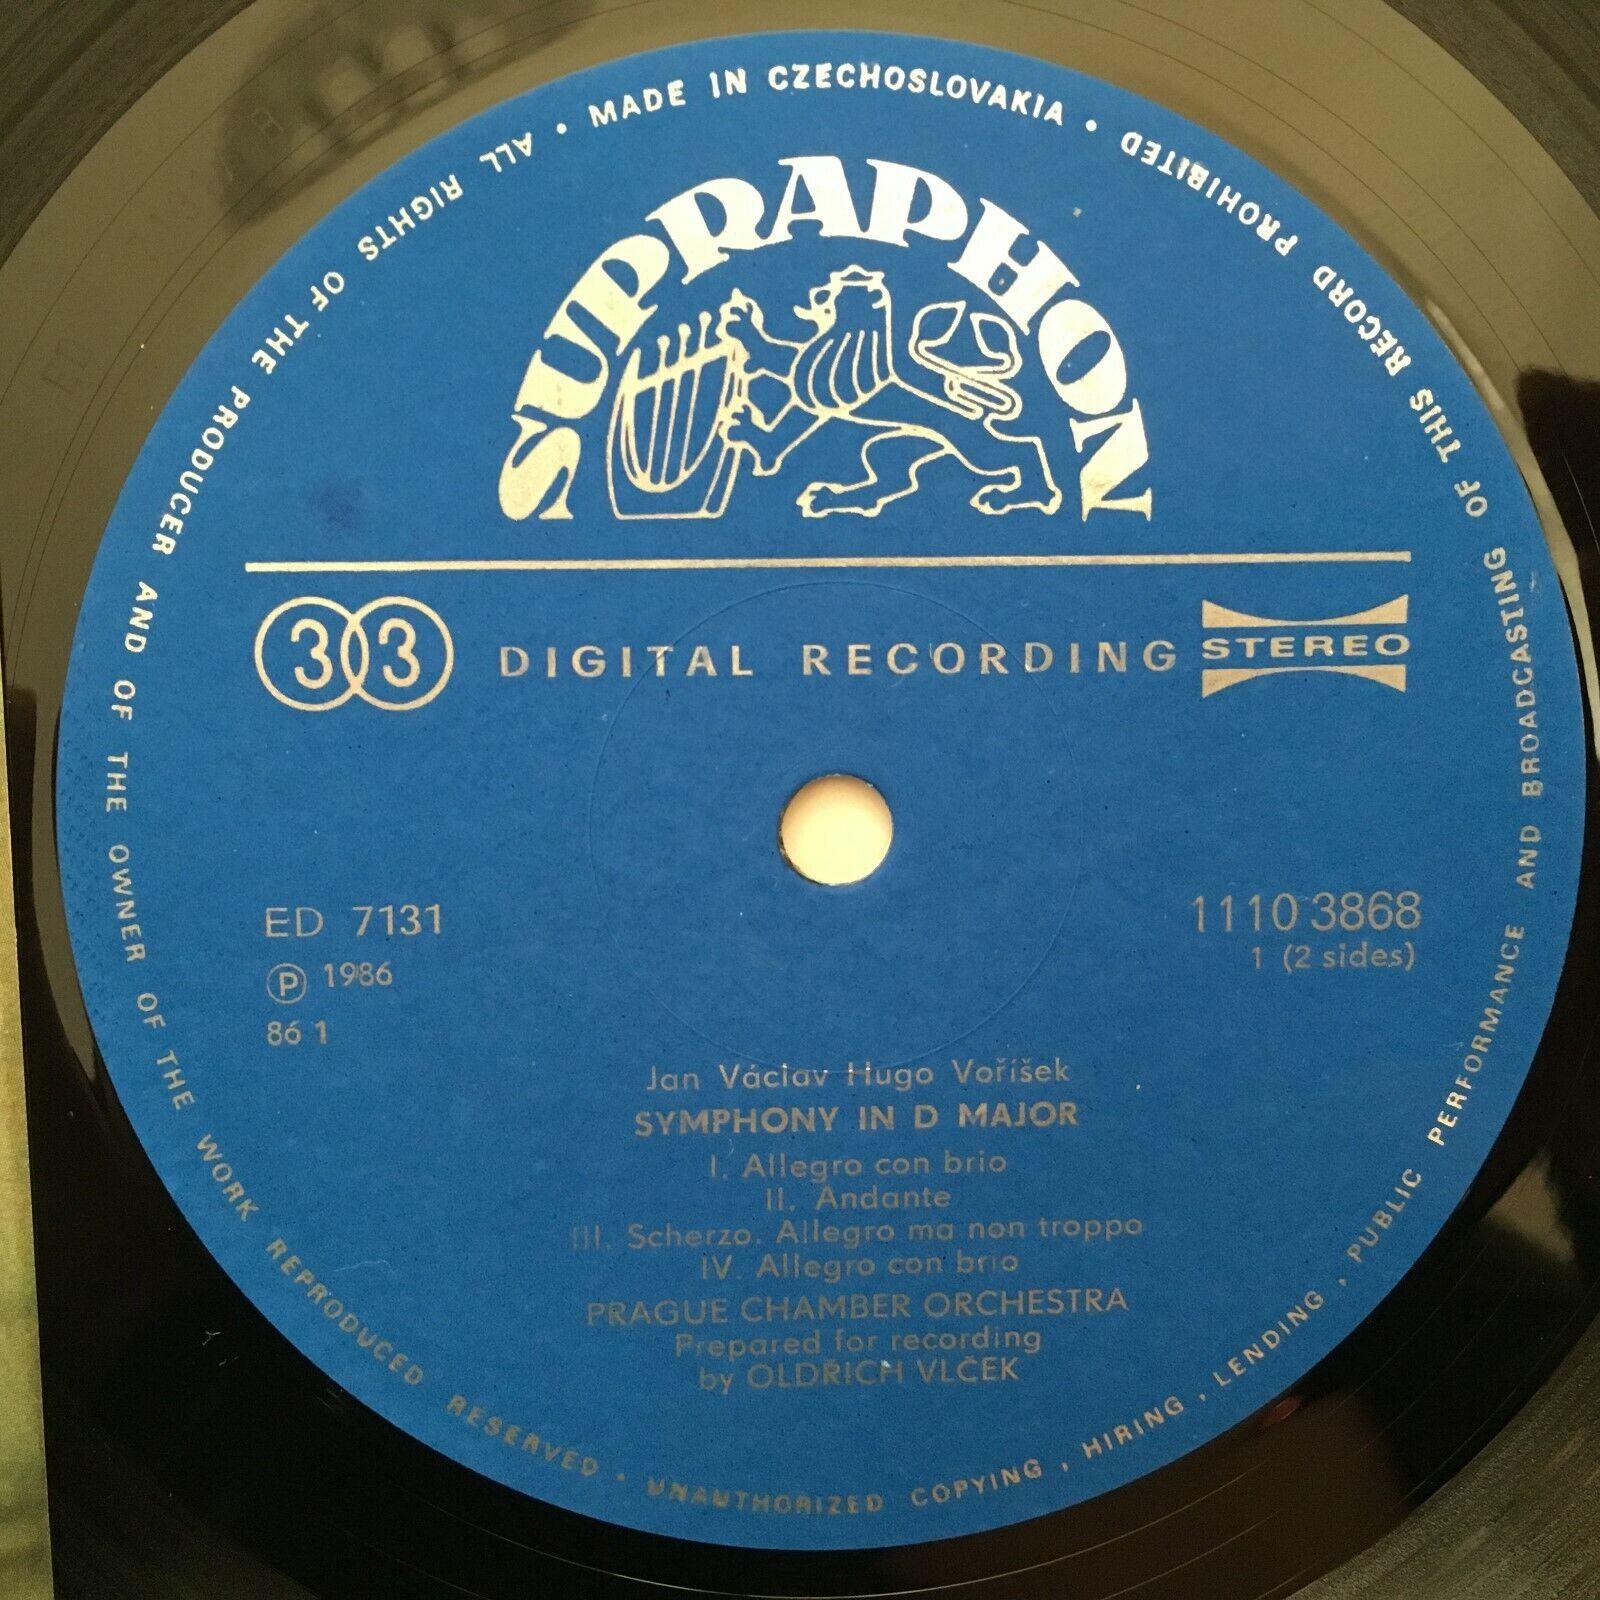 MADE IN CZECHOSLOVAKIA • PROHIBITED
ALL RIGHTS OF THE PRODUCER AND OF THE OWNER OF THE WORK REPRODUCED RESERVED • UNAUTHORIZED COPYING, HIRING, LENDING, PUBLIC PERFORMANCE AND BROADCASTING OF THIS RECORD PROHIBITED •
SUPRAPHON
33 DIGITAL RECORDING STEREO
ED 7131
Ⓟ 1986
86 1
1110 3868
1 (2 sides)
Jan Václav Hugo Voříšek
SYMPHONY IN D MAJOR
I. Allegro con brio
II. Andante
III. Scherzo. Allegro ma non troppo
IV. Allegro con brio
PRAGUE CHAMBER ORCHESTRA
Prepared for recording
by OLDŘICH VLČEK